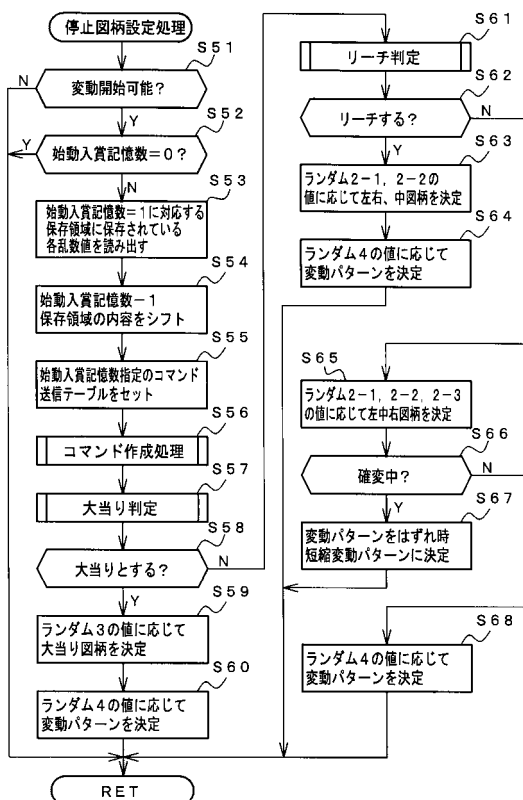 停止図柄設定処理
S51
N
変動開始可能？
Y
S52
Y
始動入賞記憶数＝0？
N
S53
始動入賞記憶数＝1に対応する
保存領域に保存されている
各乱数値を読み出す
S54
始動入賞記憶数－1
保存領域の内容をシフト
S55
始動入賞記憶数指定のコマンド
送信テーブルをセット
S56
コマンド作成処理
S57
大当り判定
S58
大当りとする？
N
Y
S59
ランダム3の値に応じて
大当り図柄を決定
S60
ランダム4の値に応じて
変動パターンを決定
RET
S61
リーチ判定
S62
リーチする？
N
Y
S63
ランダム2-1，2-2の
値に応じて左右、中図柄を決定
S64
ランダム4の値に応じて
変動パターンを決定
S65
ランダム2-1，2-2，2-3
の値に応じて左中右図柄を決定
S66
確変中？
N
Y
S67
変動パターンをはずれ時
短縮変動パターンに決定
S68
ランダム4の値に応じて
変動パターンを決定